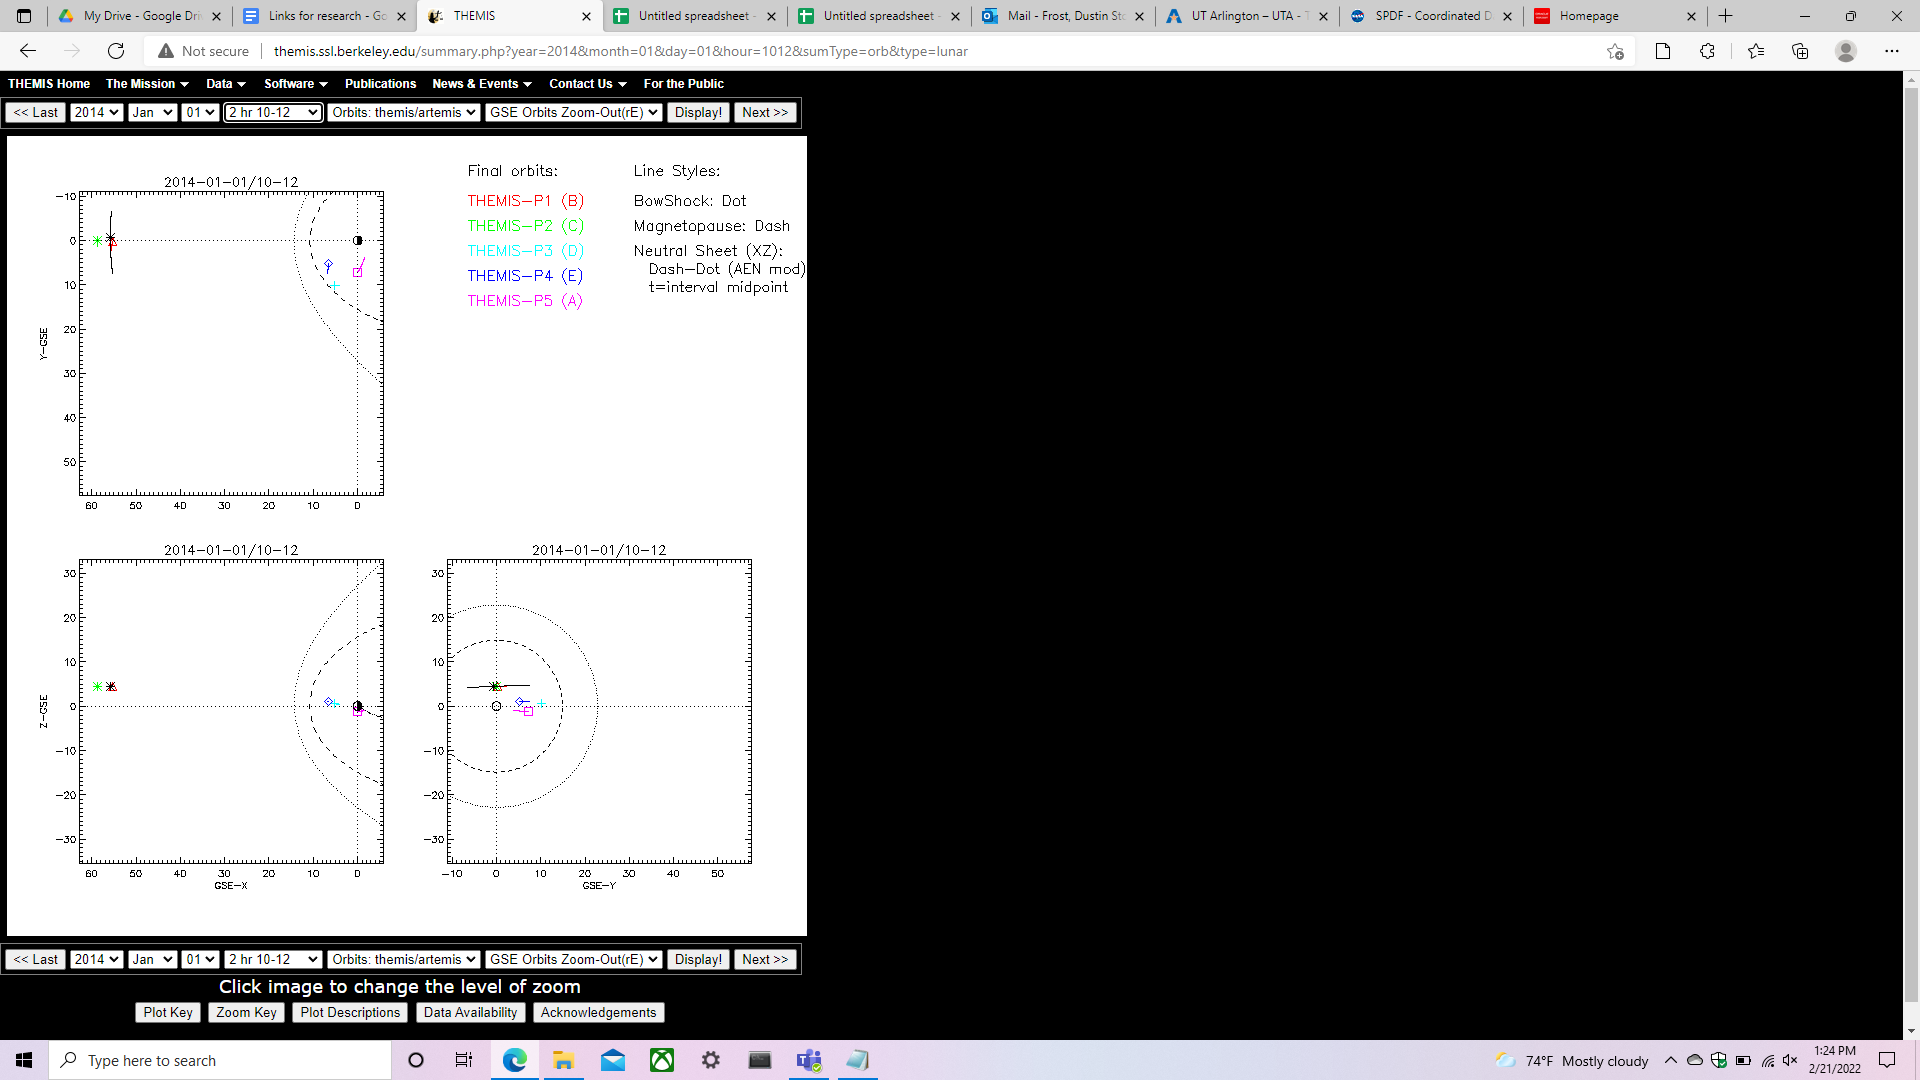 My Drive - Google Dri
Links for research - Go
THEMIS
Untitled spreadsheet -
Untitled spreadsheet -
Mail - Frost, Dustin St
UT Arlington – UTA - T
SPDF - Coordinated D
Homepage
Not secure
themis.ssl.berkeley.edu/summary.php?year=2014&month=01&day=01&hour=1012&sumType=orb&type=lunar
THEMIS Home The Mission Data Software Publications News & Events Contact Us For the Public
<< Last 2014 Jan 01 2 hr 10-12 Orbits: themis/artemis GSE Orbits Zoom-Out(rE) Display! Next >>
Final orbits:
THEMIS-P1 (B)
THEMIS-P2 (C)
THEMIS-P3 (D)
THEMIS-P4 (E)
THEMIS-P5 (A)
Line Styles:
BowShock: Dot
Magnetopause: Dash
Neutral Sheet (XZ):
Dash-Dot (AEN mod)
t=interval midpoint
2014-01-01/10-12
-10
0
10
20
30
40
50
Y-GSE
60 50 40 30 20 10 0
2014-01-01/10-12
30
20
10
0
-10
-20
-30
Z-GSE
60 50 40 30 20 10 0
GSE-X
2014-01-01/10-12
30
20
10
0
-10
-20
-30
-10 0 10 20 30 40 50
GSE-Y
<< Last 2014 Jan 01 2 hr 10-12 Orbits: themis/artemis GSE Orbits Zoom-Out(rE) Display! Next >>
Click image to change the level of zoom
Plot Key Zoom Key Plot Descriptions Data Availability Acknowledgements
Type here to search
74°F Mostly cloudy
1:24 PM
2/21/2022